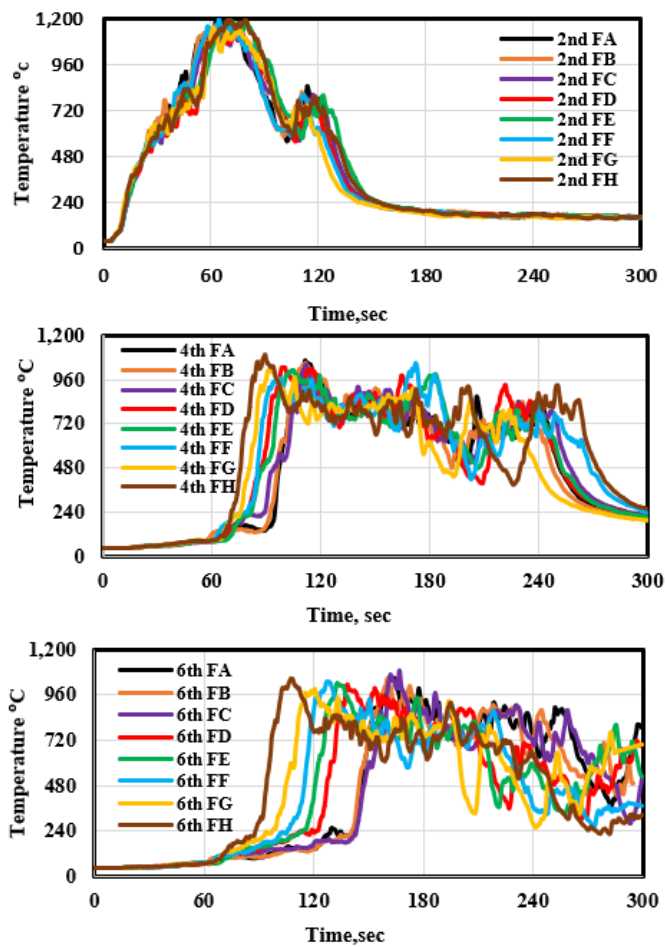 1,200
960
720
480
240
0
Temperature °C
2nd FA
2nd FB
2nd FC
2nd FD
2nd FE
2nd FF
2nd FG
2nd FH
0 60 120 180 240 300
Time,sec
1,200
960
720
480
240
0
Temperature °C
4th FA
4th FB
4th FC
4th FD
4th FE
4th FF
4th FG
4th FH
0 60 120 180 240 300
Time, sec
1,200
960
720
480
240
0
Temperature °C
6th FA
6th FB
6th FC
6th FD
6th FE
6th FF
6th FG
6th FH
0 60 120 180 240 300
Time,sec